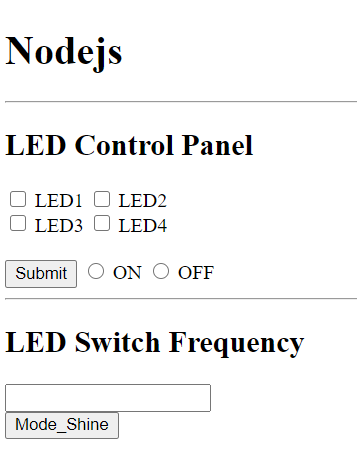 Nodejs
LED Control Panel
LED1 LED2
LED3 LED4
Submit ON OFF
LED Switch Frequency
Mode_Shine